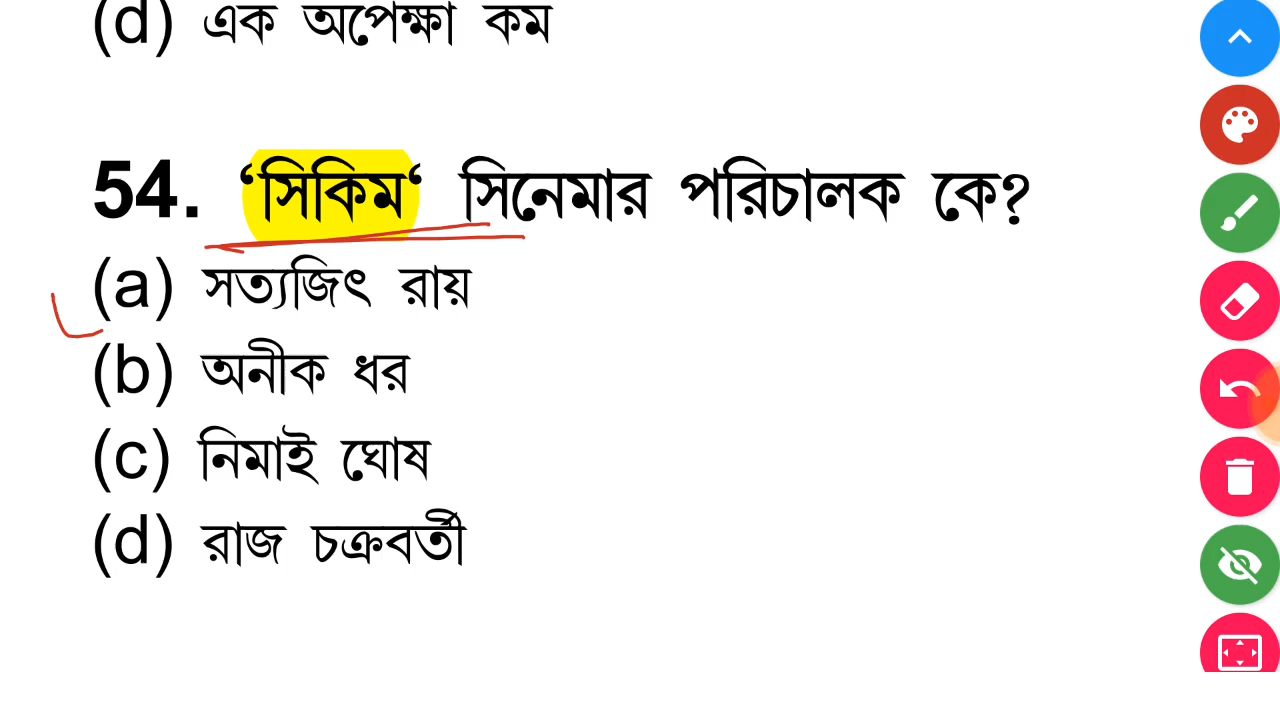 (d) এক অপেক্ষা কম
54. ‘সিকিম‘ সিনেমার পরিচালক কে?
(a) সত্যজিৎ রায়
(b) অনীক ধর
(c) নিমাই ঘোষ
(d) রাজ চক্রবর্তী